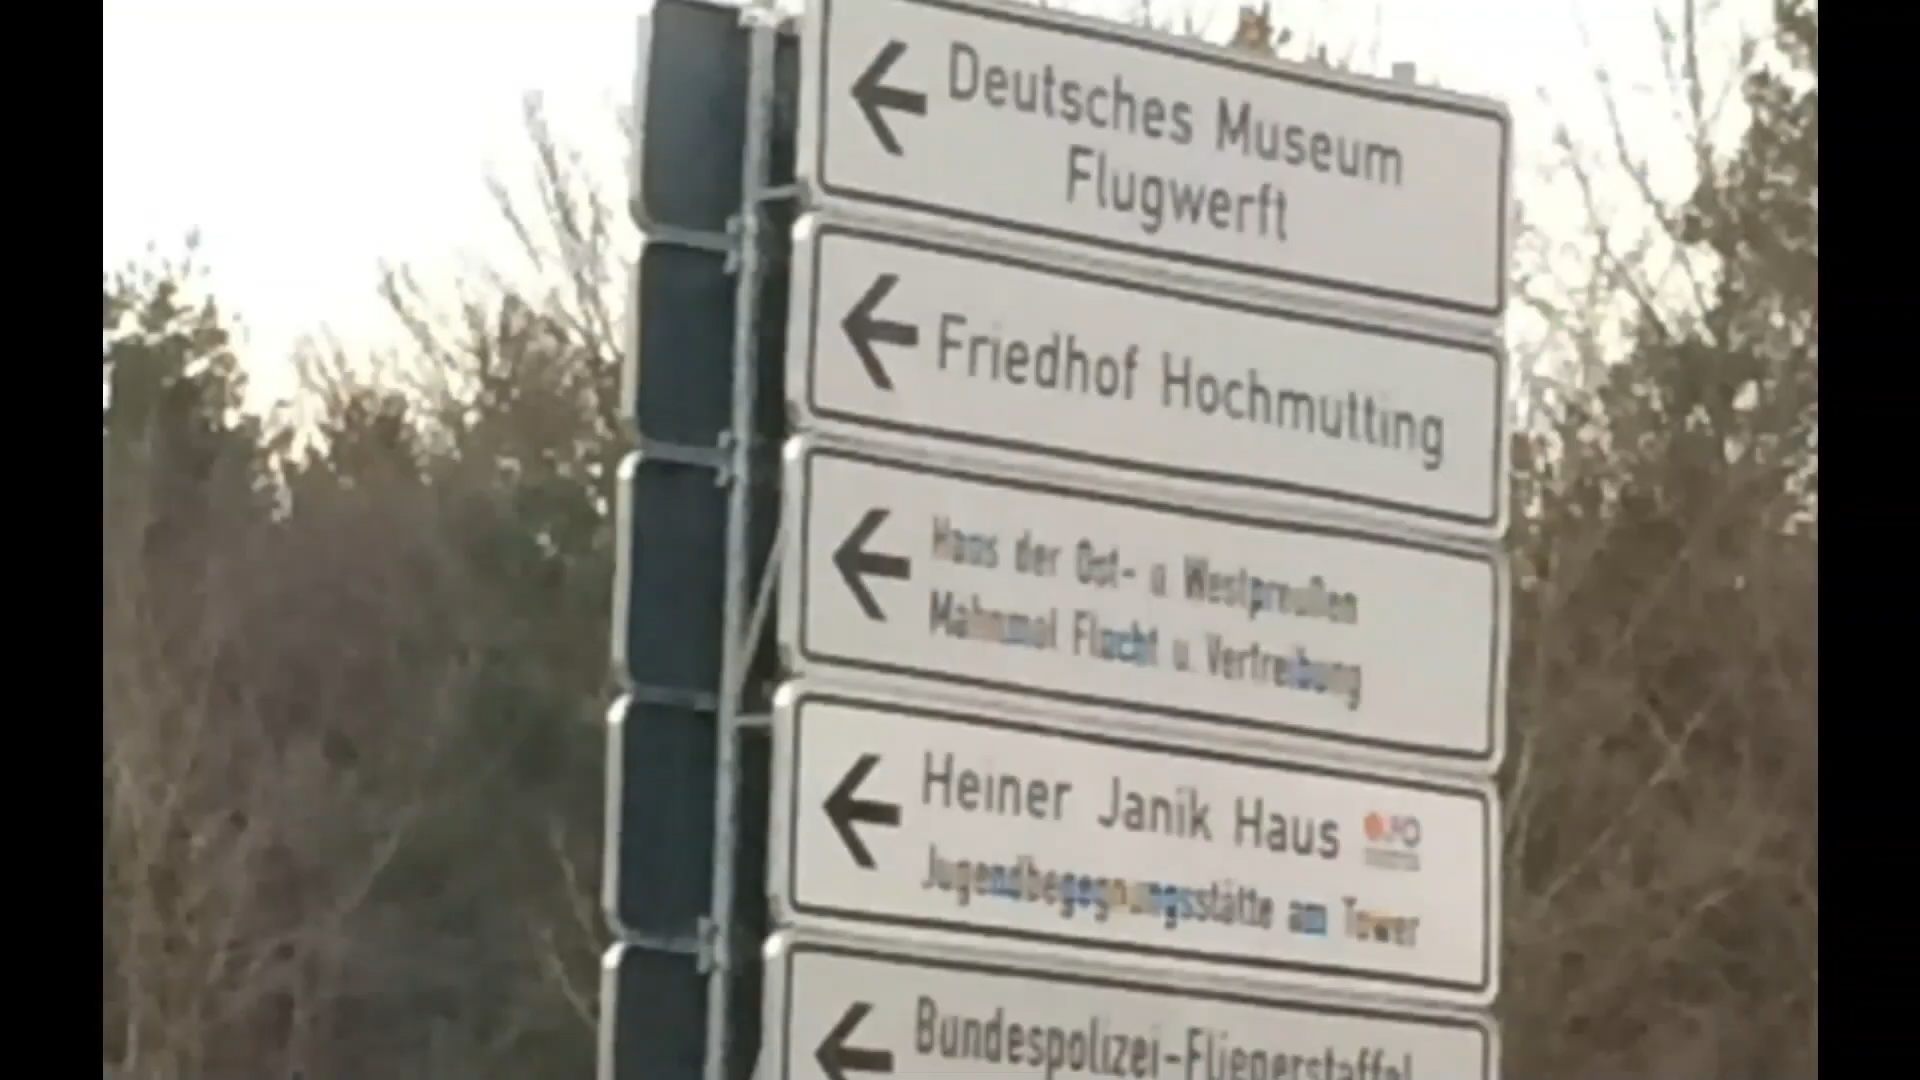 Deutsches Museum
Flugwerft
Friedhof Hochmutting
Haus der Ost- u. Westpreußen
Mahnmal Flucht u. Vertreibung
Heiner Janik Haus
Jugendbegegnungsstätte am Tower
Bundespolizei-Fliegerstaffel